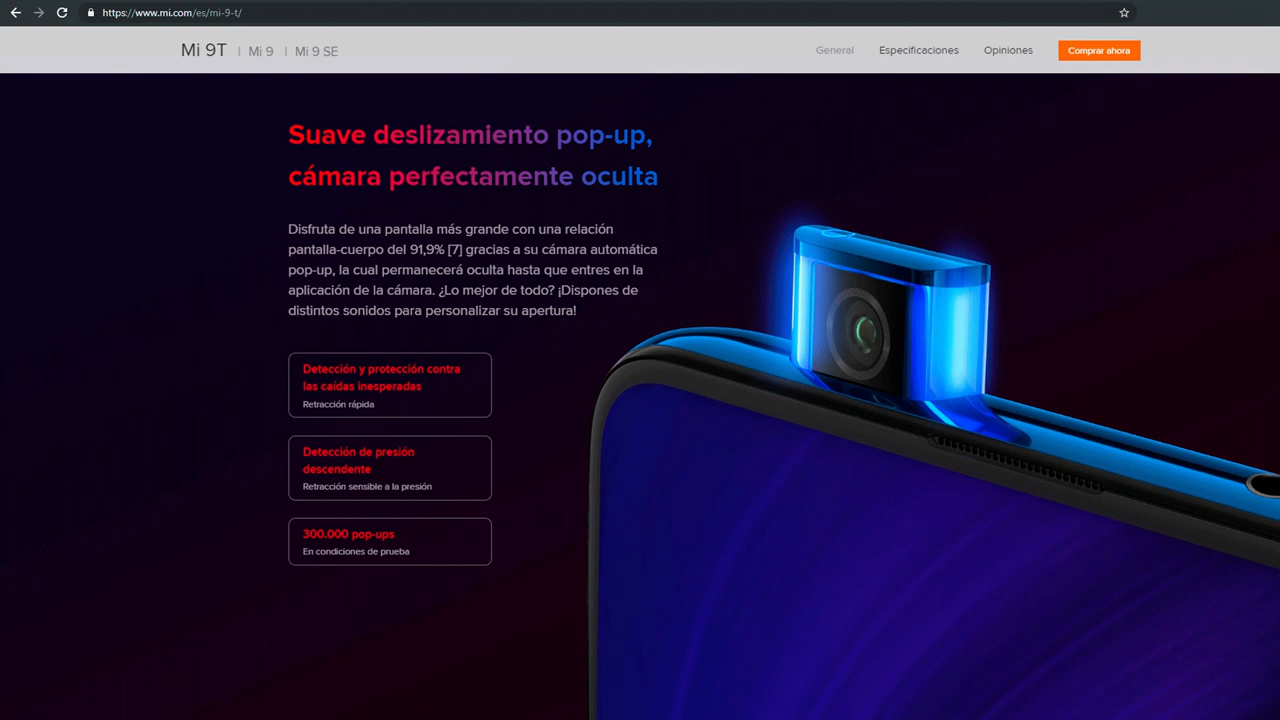 https://www.mi.com/es/mi-9-t/
Mi 9T | Mi 9 | Mi 9 SE
General Especificaciones Opiniones Comprar ahora
Suave deslizamiento pop-up,
cámara perfectamente oculta
Disfruta de una pantalla más grande con una relación
pantalla-cuerpo del 91,9% [7] gracias a su cámara automática
pop-up, la cual permanecerá oculta hasta que entres en la
aplicación de la cámara. ¿Lo mejor de todo? ¡Dispones de
distintos sonidos para personalizar su apertura!
Detección y protección contra
las caídas inesperadas
Retracción rápida
Detección de presión
descendente
Retracción sensible a la presión
300.000 pop-ups
En condiciones de prueba